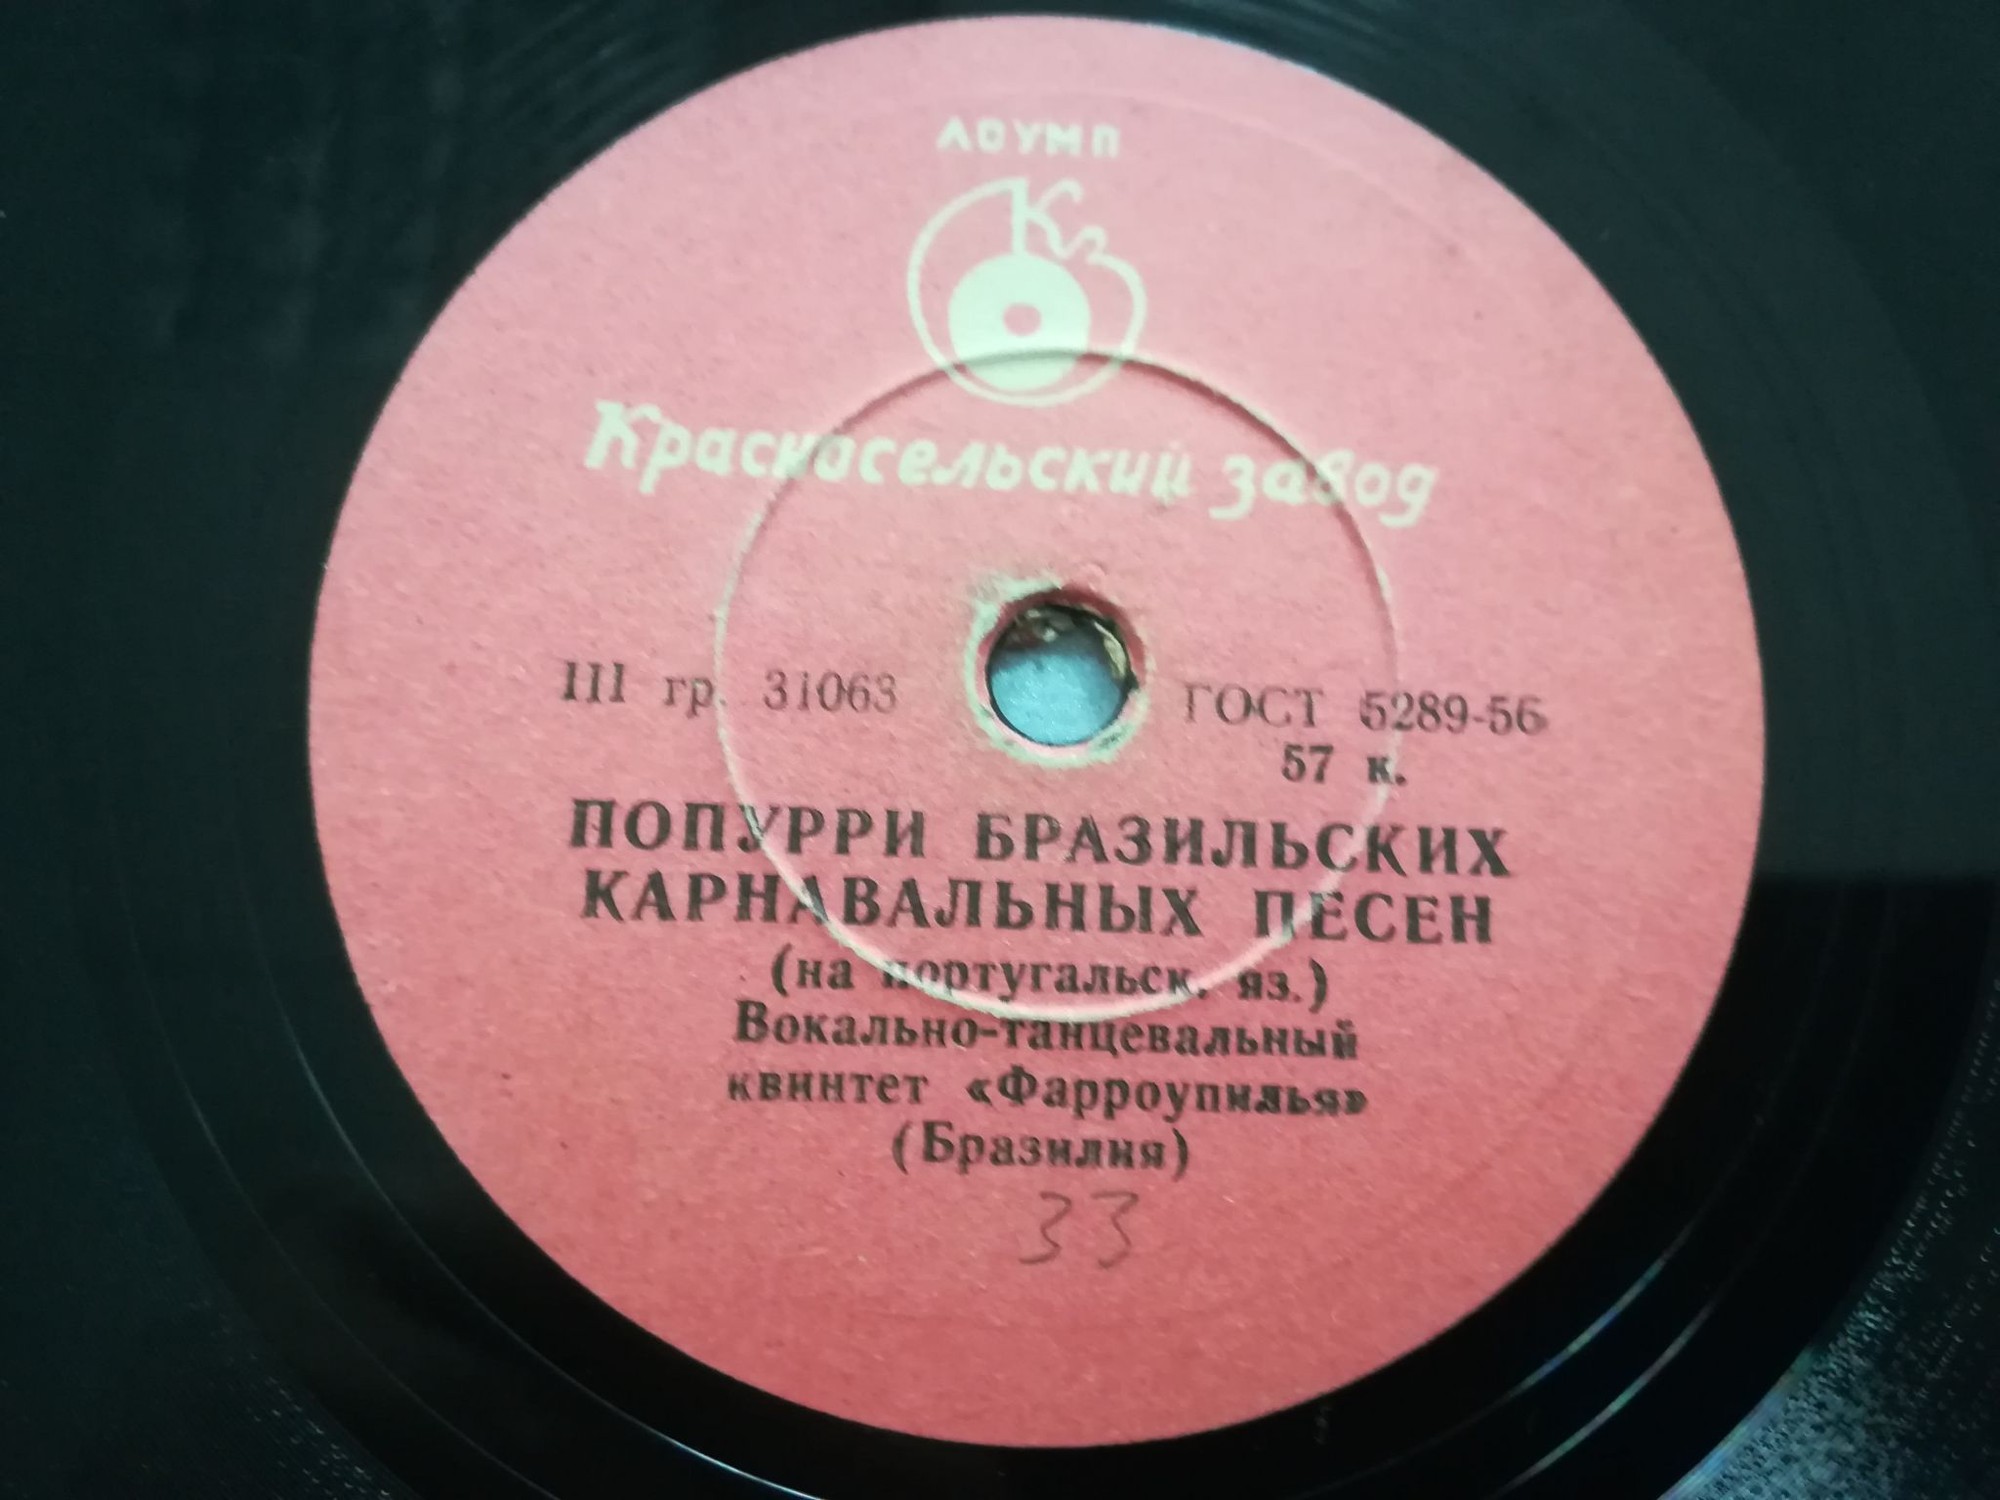 ЛОУМП
Кз
Красносельский завод
III гр. 31063 ГОСТ 5289-56
57 к.
ПОПУРРИ БРАЗИЛЬСКИХ
КАРНАВАЛЬНЫХ ПЕСЕН
(на португальск. яз.)
Вокально-танцевальный
квинтет «Фарроупилья»
(Бразилия)
33